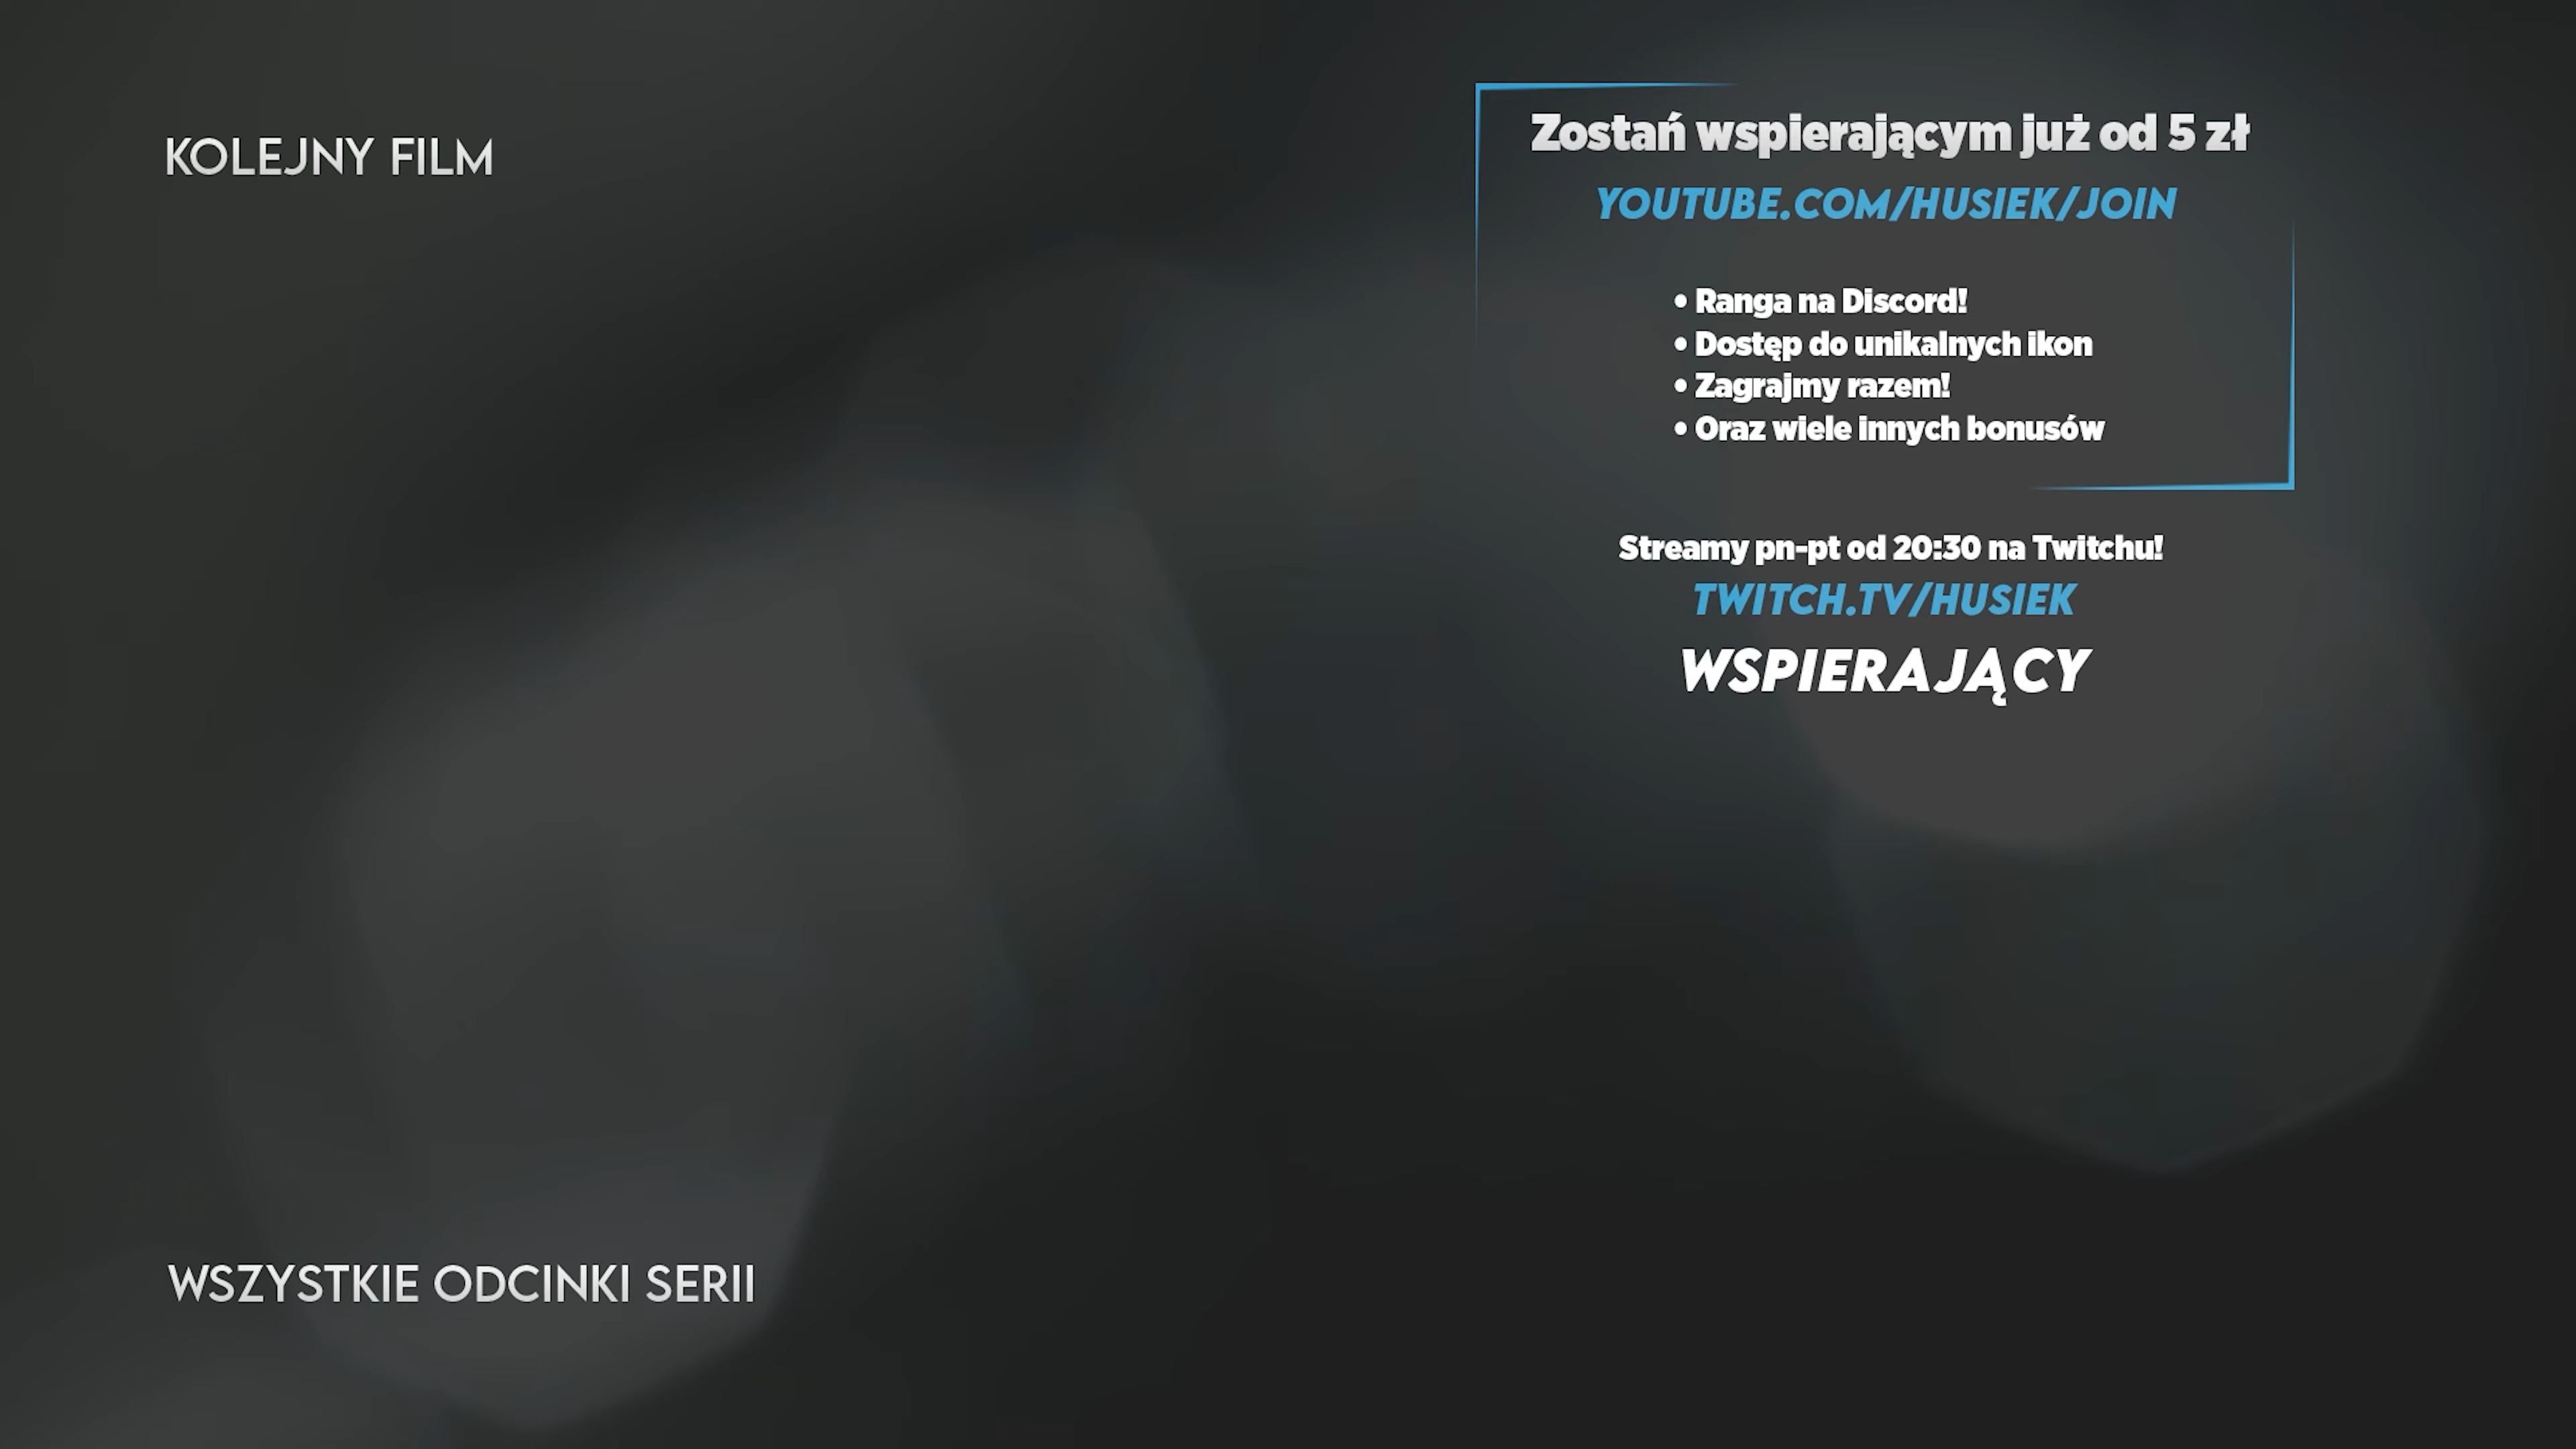 KOLEJNY FILM
Zostań wspierającym już od 5 zł
YOUTUBE.COM/HUSIEK/JOIN
• Ranga na Discord!
• Dostęp do unikalnych ikon
• Zagrajmy razem!
• Oraz wiele innych bonusów
Streamy pn-pt od 20:30 na Twitchu!
TWITCH.TV/HUSIEK
WSPIERAJĄCY
WSZYSTKIE ODCINKI SERII